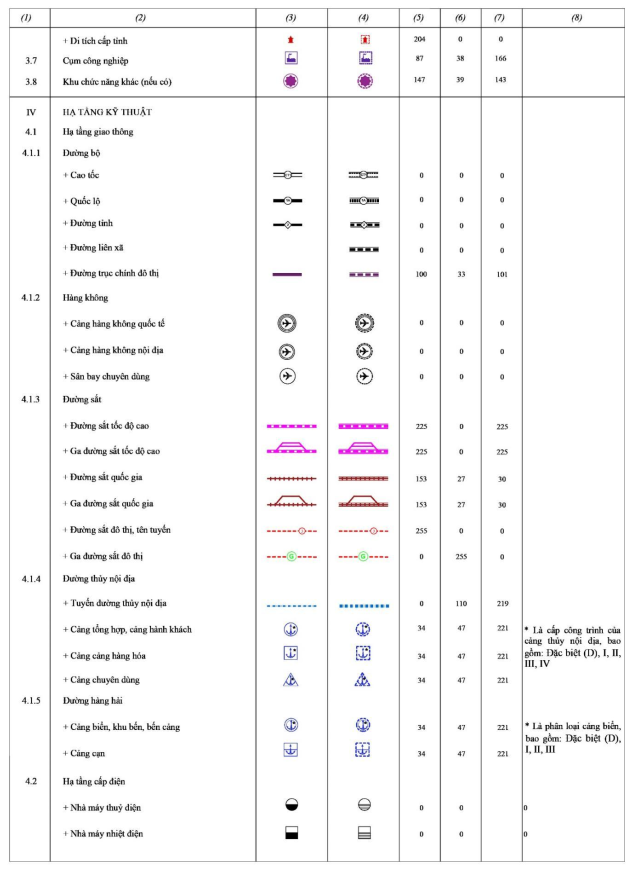 (1) (2) (3) (4) (5) (6) (7) (8)
+ Di tích cấp tỉnh 204 0 0
3.7 Cụm công nghiệp 87 38 166
3.8 Khu chức năng khác (nếu có) 147 39 143
IV HẠ TẦNG KỸ THUẬT
4.1 Hạ tầng giao thông
4.1.1 Đường bộ
+ Cao tốc 0 0 0
+ Quốc lộ 0 0 0
+ Đường tỉnh 0 0 0
+ Đường liên xã 0 0 0
+ Đường trục chính đô thị 100 33 101
4.1.2 Hàng không
+ Cảng hàng không quốc tế 0 0 0
+ Cảng hàng không nội địa 0 0 0
+ Sân bay chuyên dùng 0 0 0
4.1.3 Đường sắt
+ Đường sắt tốc độ cao 225 0 225
+ Ga đường sắt tốc độ cao 225 0 225
+ Đường sắt quốc gia 153 27 30
+ Ga đường sắt quốc gia 153 27 30
+ Đường sắt đô thị, tên tuyến 255 0 0
+ Ga đường sắt đô thị G G 0 255 0
4.1.4 Đường thủy nội địa
+ Tuyến đường thủy nội địa 0 110 219
+ Cảng tổng hợp, cảng hành khách 34 47 221 * Là cấp công trình của
cảng thủy nội địa, bao
+ Cảng cảng hàng hóa 34 47 221 gồm: Đặc biệt (D), I, II,
III, IV
+ Cảng chuyên dùng 34 47 221
4.1.5 Đường hàng hải
+ Cảng biển, khu bến, bến cảng 34 47 221 * Là phân loại cảng biển,
bao gồm: Đặc biệt (D),
+ Cảng cạn 34 47 221 I, II, III
4.2 Hạ tầng cấp điện
+ Nhà máy thuỷ điện 0 0 0
+ Nhà máy nhiệt điện 0 0 0